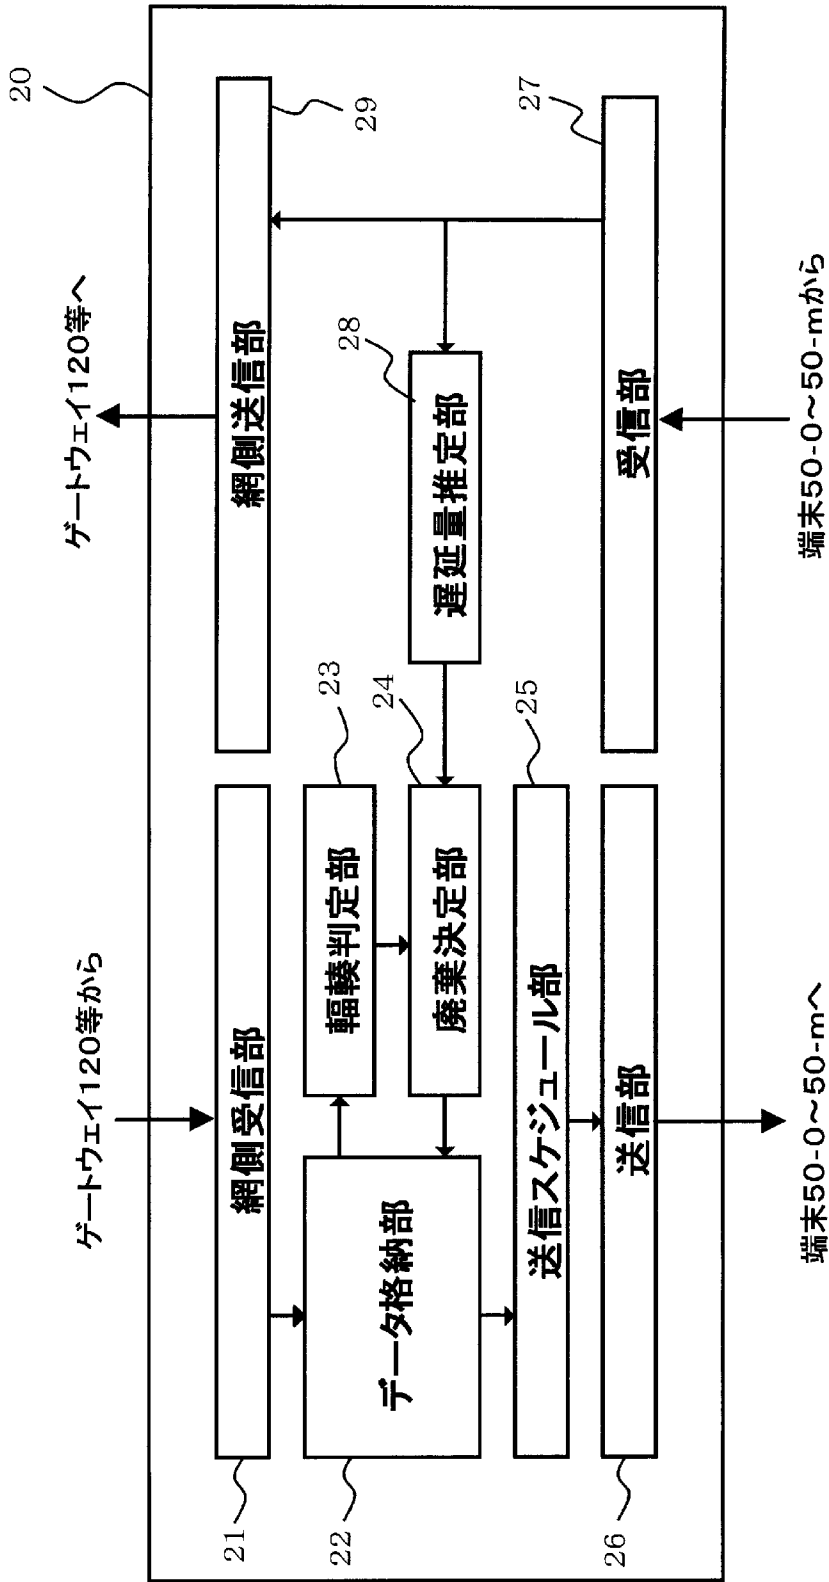 20
ゲートウェイ120等から
ゲートウェイ120等へ
21
網側受信部
網側送信部
29
22
データ格納部
輻輳判定部
23
廃棄決定部
24
遅延量推定部
28
送信スケジュール部
25
26
送信部
受信部
27
端末50-0～50-mへ
端末50-0～50-mから